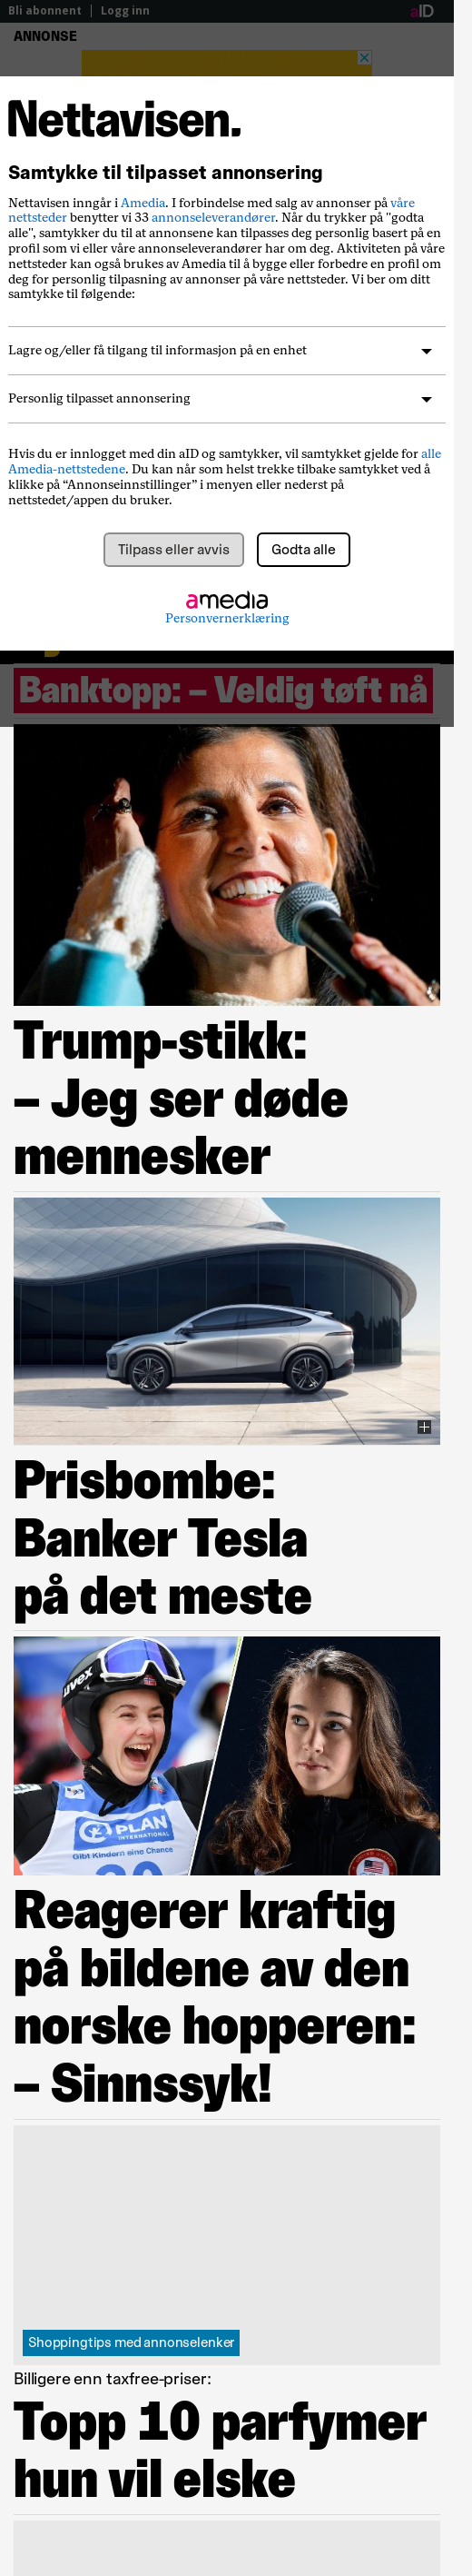 Bli abonnent | Logg inn
aID
ANNONSE
Nettavisen.
Samtykke til tilpasset annonsering
Nettavisen inngår i Amedia. I forbindelse med salg av annonser på våre
nettsteder benytter vi 33 annonseleverandører. Når du trykker på "godta
alle", samtykker du til at annonsene kan tilpasses deg personlig basert på en
profil som vi eller våre annonseleverandører har om deg. Aktiviteten på våre
nettsteder kan også brukes av Amedia til å bygge eller forbedre en profil om
deg for personlig tilpasning av annonser på våre nettsteder. Vi ber om ditt
samtykke til følgende:
Lagre og/eller få tilgang til informasjon på en enhet
Personlig tilpasset annonsering
Hvis du er innlogget med din aID og samtykker, vil samtykket gjelde for alle
Amedia-nettstedene. Du kan når som helst trekke tilbake samtykket ved å
klikke på “Annonseinnstillinger” i menyen eller nederst på
nettstedet/appen du bruker.
Tilpass eller avvis
Godta alle
amedia
Personvernerklæring
Banktopp: – Veldig tøft nå
Trump-stikk:
– Jeg ser døde
mennesker
Prisbombe:
Banker Tesla
på det meste
uvex
PLAN
INTERNATIONAL
Gibt Kindern eine Chance
Reagerer kraftig
på bildene av den
norske hopperen:
– Sinnssyk!
Shoppingtips med annonselenker
Billigere enn taxfree-priser:
Topp 10 parfymer
hun vil elske